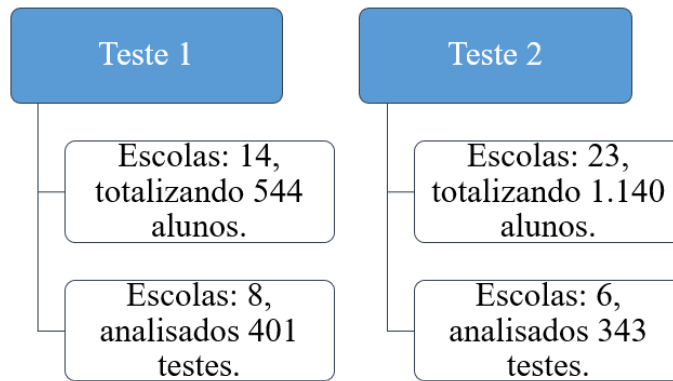 Teste 1
Escolas: 14,
totalizando 544
alunos.
Escolas: 8,
analisados 401
testes.
Teste 2
Escolas: 23,
totalizando 1.140
alunos.
Escolas: 6,
analisados 343
testes.